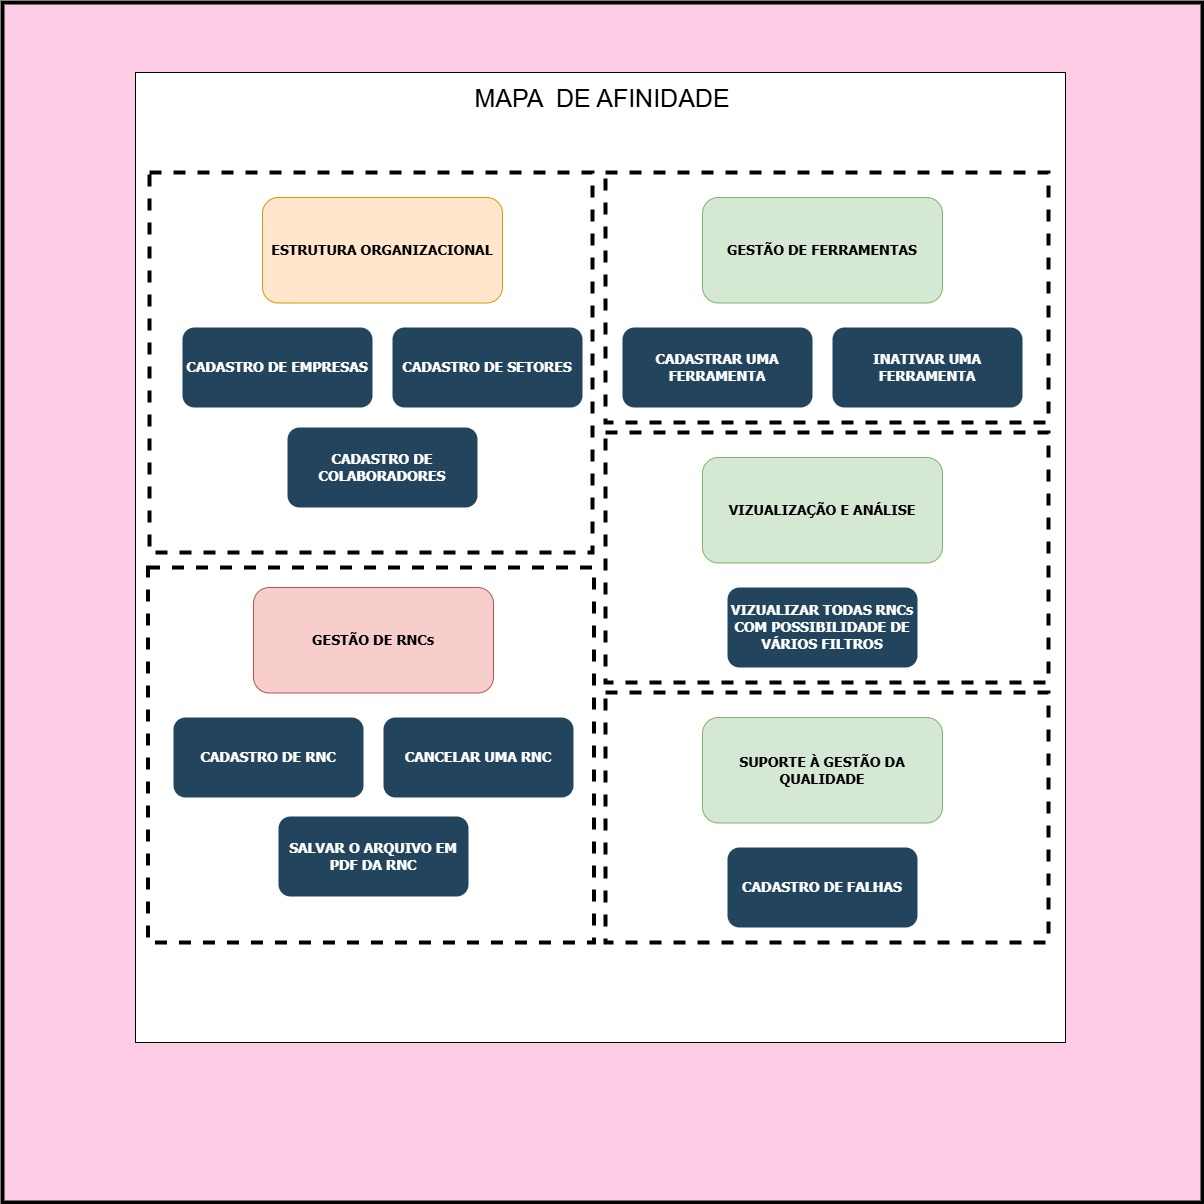 MAPA  DE AFINIDADE
ESTRUTURA ORGANIZACIONAL
CADASTRO DE EMPRESAS
CADASTRO DE SETORES
CADASTRO DE
COLABORADORES
GESTÃO DE RNCs
CADASTRO DE RNC
CANCELAR UMA RNC
SALVAR O ARQUIVO EM
PDF DA RNC
GESTÃO DE FERRAMENTAS
CADASTRAR UMA
FERRAMENTA
INATIVAR UMA
FERRAMENTA
VIZUALIZAÇÃO E ANÁLISE
VIZUALIZAR TODAS RNCs
COM POSSIBILIDADE DE
VÁRIOS FILTROS
SUPORTE À GESTÃO DA
QUALIDADE
CADASTRO DE FALHAS